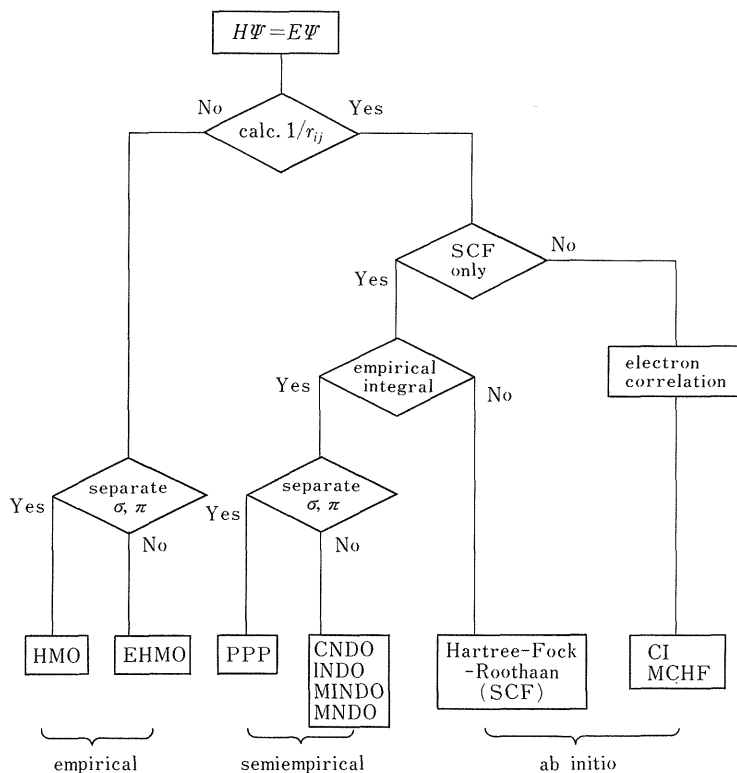 HΨ=EΨ
No
Yes
calc. 1/r_ij
SCF
only
No
Yes
empirical
integral
electron
correlation
Yes
No
separate
σ, π
separate
σ, π
Yes
No
Yes
No
HMO
EHMO
PPP
CNDO
INDO
MINDO
MNDO
Hartree-Fock
-Roothaan
(SCF)
CI
MCHF
empirical
semiempirical
ab initio